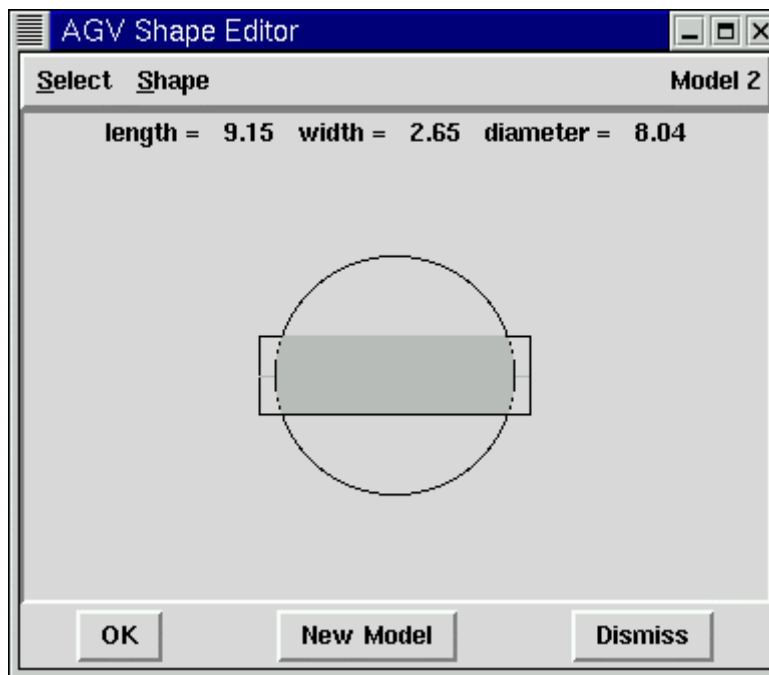 AGV Shape Editor
Select Shape Model 2
length = 9.15 width = 2.65 diameter = 8.04
OK New Model Dismiss